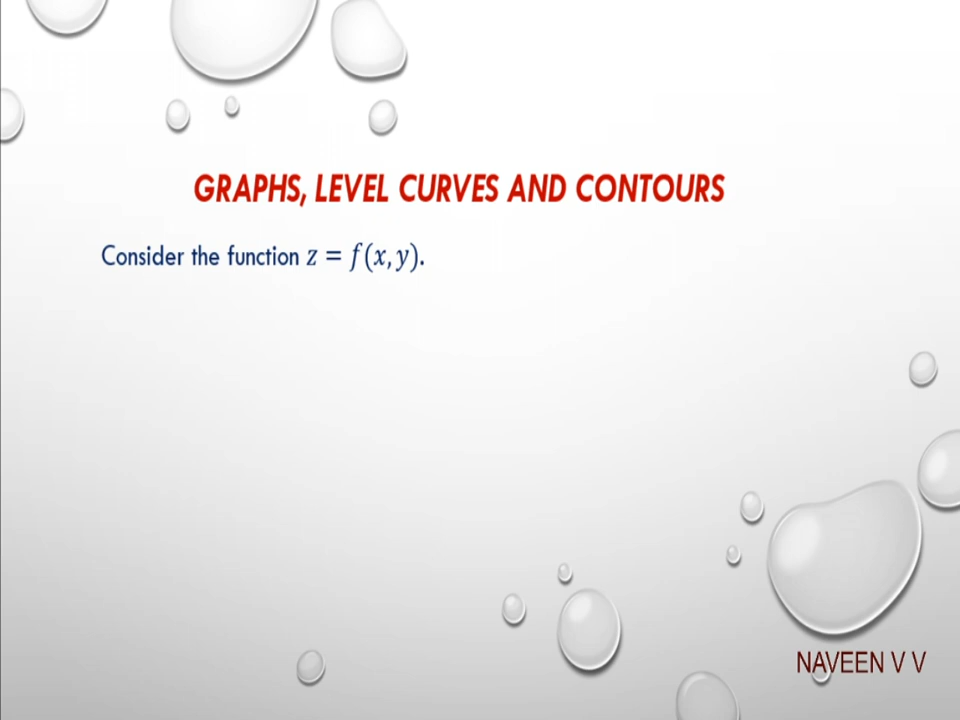 GRAPHS, LEVEL CURVES AND CONTOURS
Consider the function z = f(x, y).
NAVEEN V V